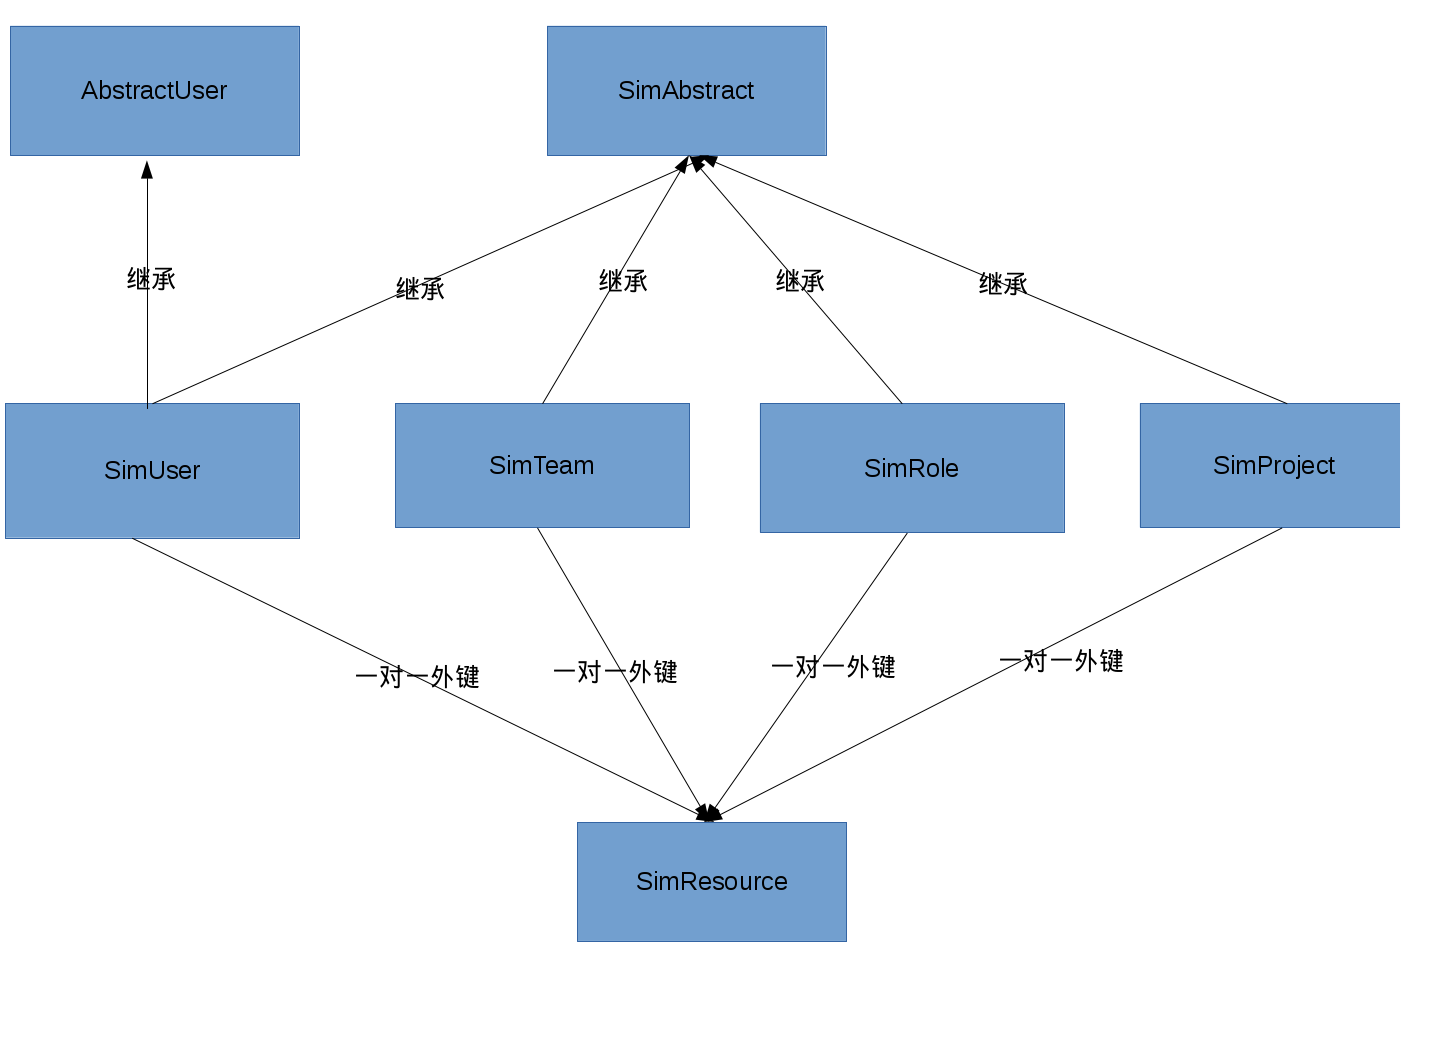 AbstractUser
SimAbstract
继承
继承
继承
继承
继承
SimUser
SimTeam
SimRole
SimProject
一对一外键
一对一外键
一对一外键
一对一外键
SimResource